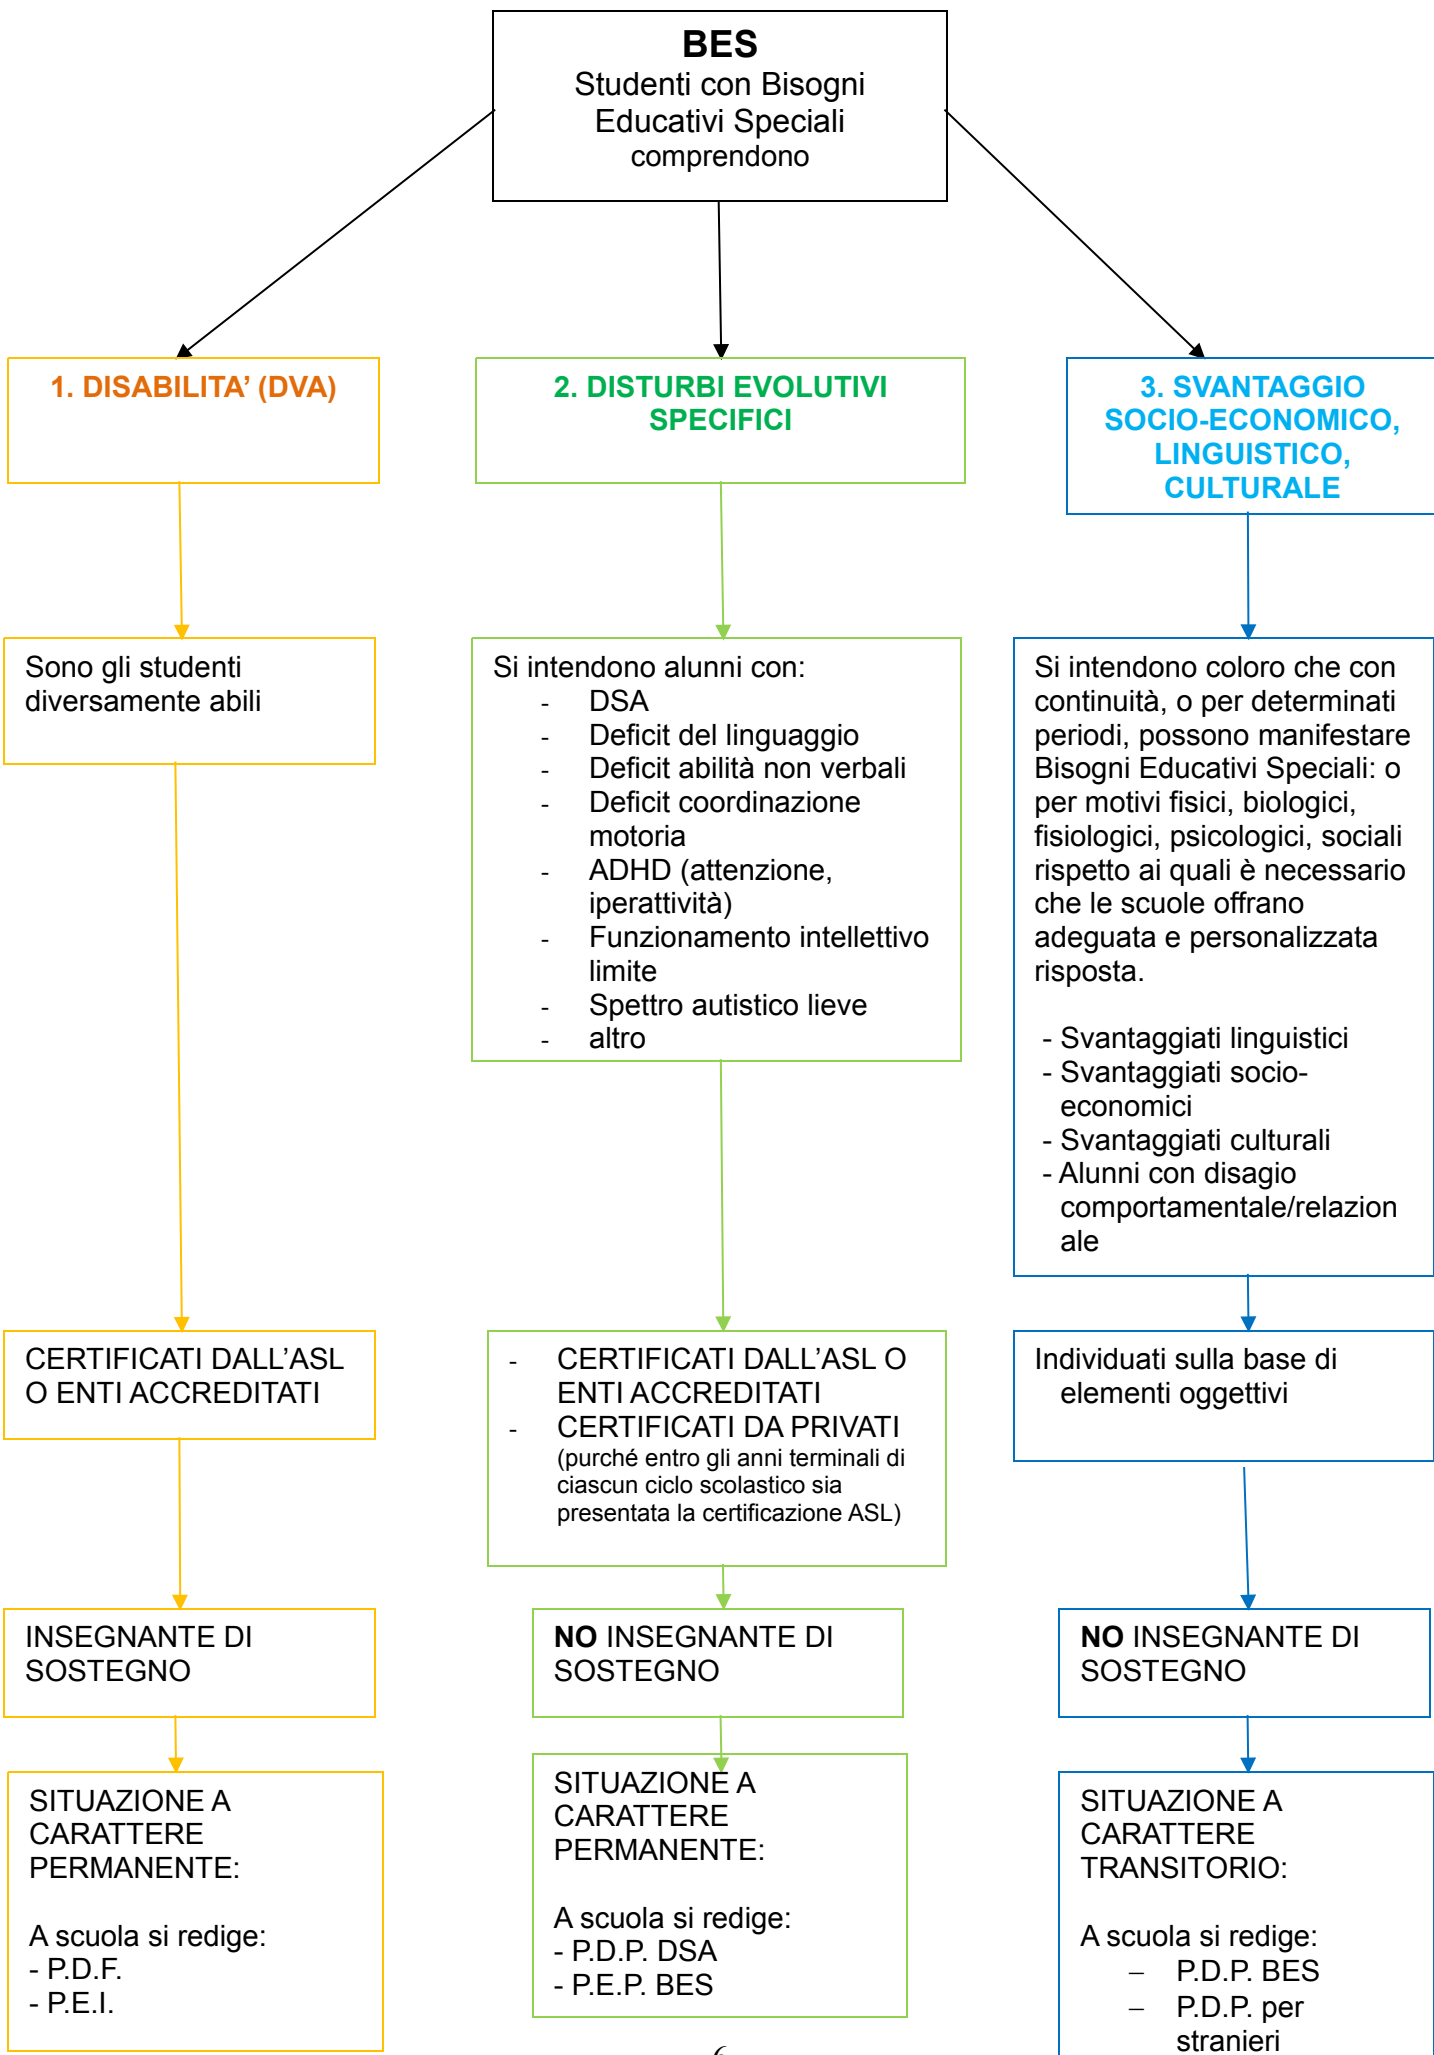 BES
Studenti con Bisogni
Educativi Speciali
comprendono
1. DISABILITA’ (DVA)
2. DISTURBI EVOLUTIVI
SPECIFICI
3. SVANTAGGIO
SOCIO-ECONOMICO,
LINGUISTICO,
CULTURALE
Sono gli studenti
diversamente abili
Si intendono alunni con:
- DSA
- Deficit del linguaggio
- Deficit abilità non verbali
- Deficit coordinazione
motoria
- ADHD (attenzione,
iperattività)
- Funzionamento intellettivo
limite
- Spettro autistico lieve
- altro
Si intendono coloro che con
continuità, o per determinati
periodi, possono manifestare
Bisogni Educativi Speciali: o
per motivi fisici, biologici,
fisiologici, psicologici, sociali
rispetto ai quali è necessario
che le scuole offrano
adeguata e personalizzata
risposta.
- Svantaggiati linguistici
- Svantaggiati socio-
economici
- Svantaggiati culturali
- Alunni con disagio
comportamentale/relazion
ale
CERTIFICATI DALL’ASL
O ENTI ACCREDITATI
- CERTIFICATI DALL’ASL O
ENTI ACCREDITATI
- CERTIFICATI DA PRIVATI
(purché entro gli anni terminali di
ciascun ciclo scolastico sia
presentata la certificazione ASL)
Individuati sulla base di
elementi oggettivi
INSEGNANTE DI
SOSTEGNO
NO INSEGNANTE DI
SOSTEGNO
NO INSEGNANTE DI
SOSTEGNO
SITUAZIONE A
CARATTERE
PERMANENTE:
A scuola si redige:
- P.D.F.
- P.E.I.
SITUAZIONE A
CARATTERE
PERMANENTE:
A scuola si redige:
- P.D.P. DSA
- P.E.P. BES
SITUAZIONE A
CARATTERE
TRANSITORIO:
A scuola si redige:
– P.D.P. BES
– P.D.P. per
stranieri